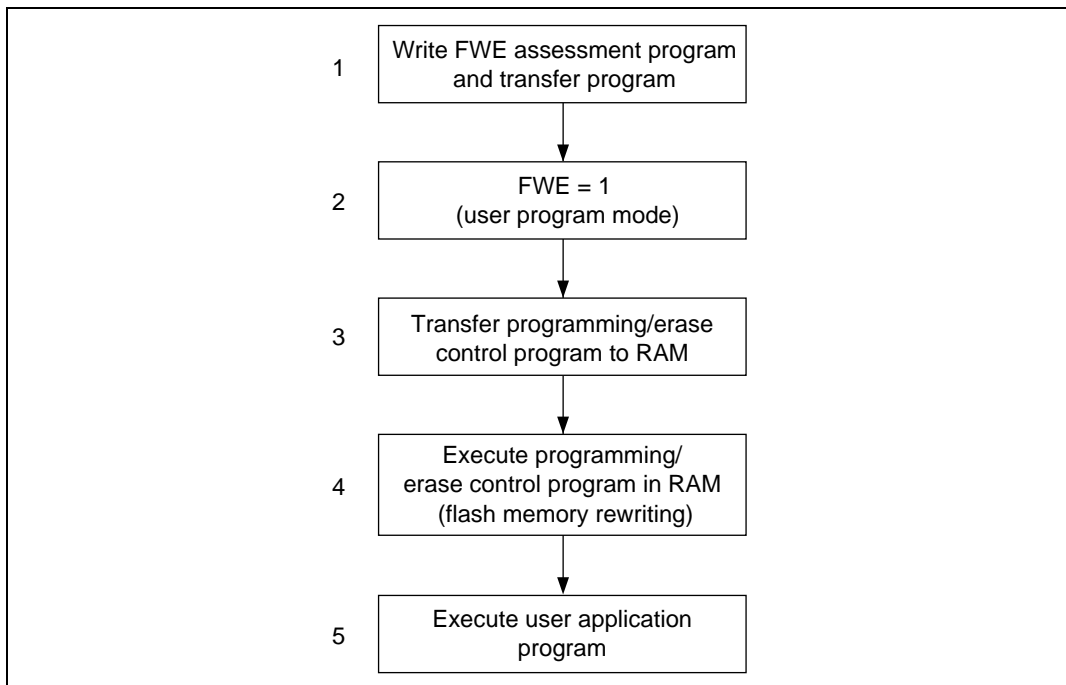 1
Write FWE assessment program
and transfer program
2
FWE = 1
(user program mode)
3
Transfer programming/erase
control program to RAM
4
Execute programming/
erase control program in RAM
(flash memory rewriting)
5
Execute user application
program